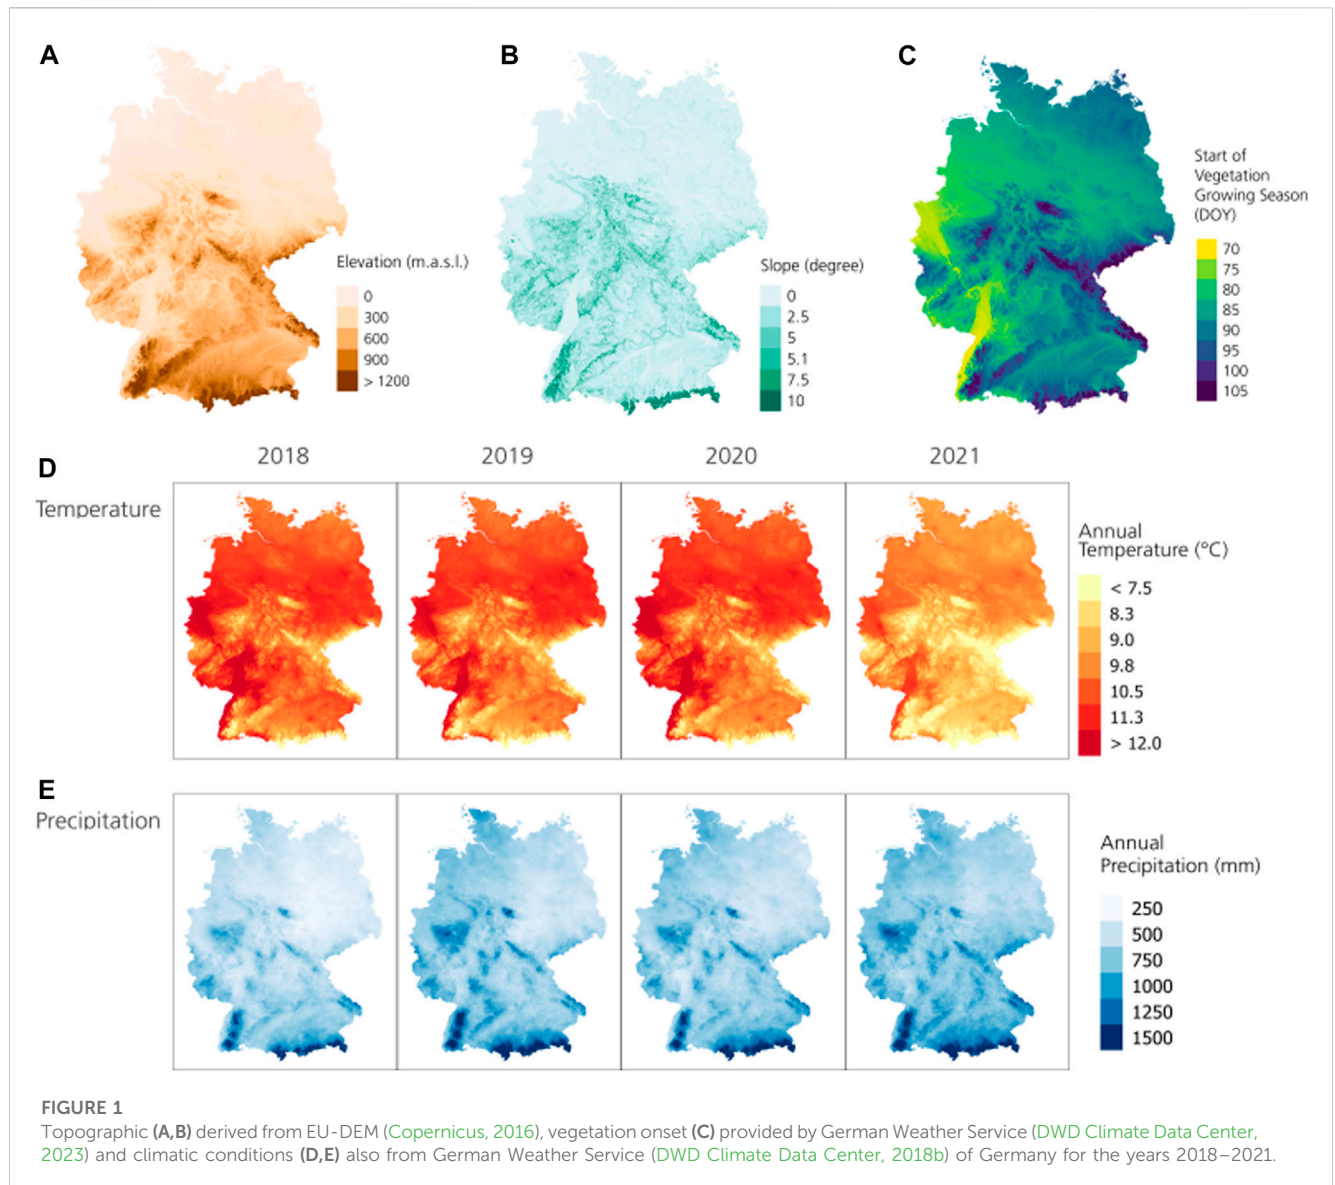 A
B
C
Elevation (m.a.s.l.)
0
300
600
900
> 1200
Slope (degree)
0
2.5
5
5.1
7.5
10
Start of
Vegetation
Growing Season
(DOY)
70
75
80
85
90
95
100
105
D
2018
2019
2020
2021
Temperature
Annual
Temperature (°C)
< 7.5
8.3
9.0
9.8
10.5
11.3
> 12.0
E
Precipitation
Annual
Precipitation (mm)
250
500
750
1000
1250
1500
FIGURE 1
Topographic (A,B) derived from EU-DEM (Copernicus, 2016), vegetation onset (C) provided by German Weather Service (DWD Climate Data Center,
2023) and climatic conditions (D,E) also from German Weather Service (DWD Climate Data Center, 2018b) of Germany for the years 2018–2021.